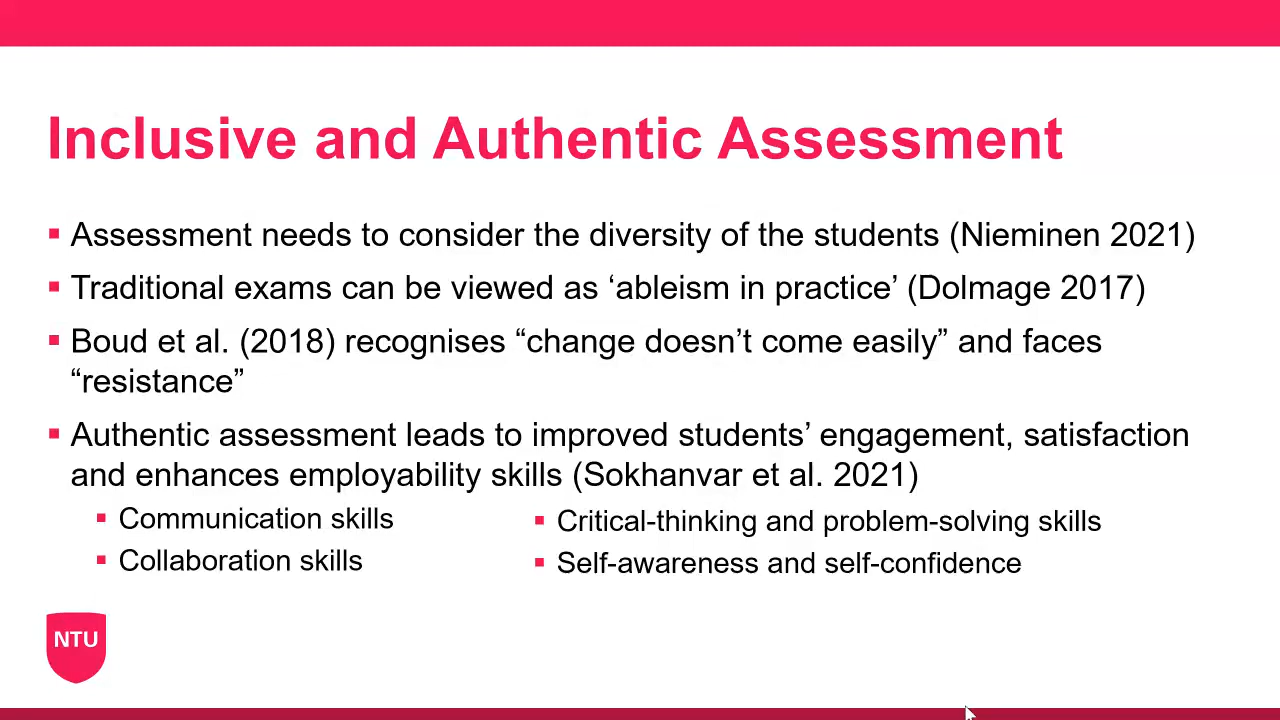 Inclusive and Authentic Assessment
Assessment needs to consider the diversity of the students (Nieminen 2021)
Traditional exams can be viewed as ‘ableism in practice’ (Dolmage 2017)
Boud et al. (2018) recognises “change doesn’t come easily” and faces
“resistance”
Authentic assessment leads to improved students’ engagement, satisfaction
and enhances employability skills (Sokhanvar et al. 2021)
Communication skills
Collaboration skills
Critical-thinking and problem-solving skills
Self-awareness and self-confidence
NTU